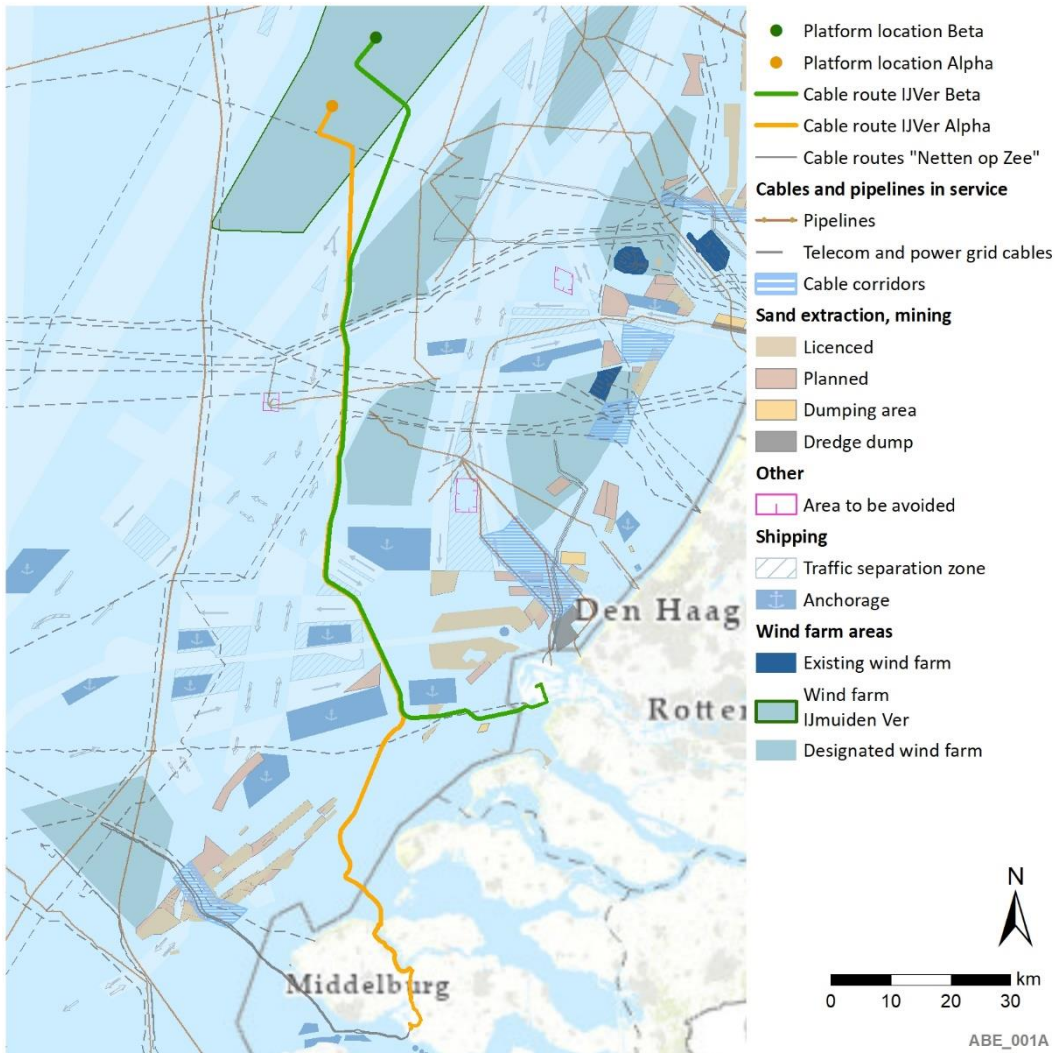 Den Haag
Rotter
Middelburg
Platform location Beta
Platform location Alpha
Cable route IJVer Beta
Cable route IJVer Alpha
Cable routes "Netten op Zee"
Cables and pipelines in service
Pipelines
Telecom and power grid cables
Cable corridors
Sand extraction, mining
Licenced
Planned
Dumping area
Dredge dump
Other
Area to be avoided
Shipping
Traffic separation zone
Anchorage
Wind farm areas
Existing wind farm
Wind farm
IJmuiden Ver
Designated wind farm
N
km
0 10 20 30
ABE_001A